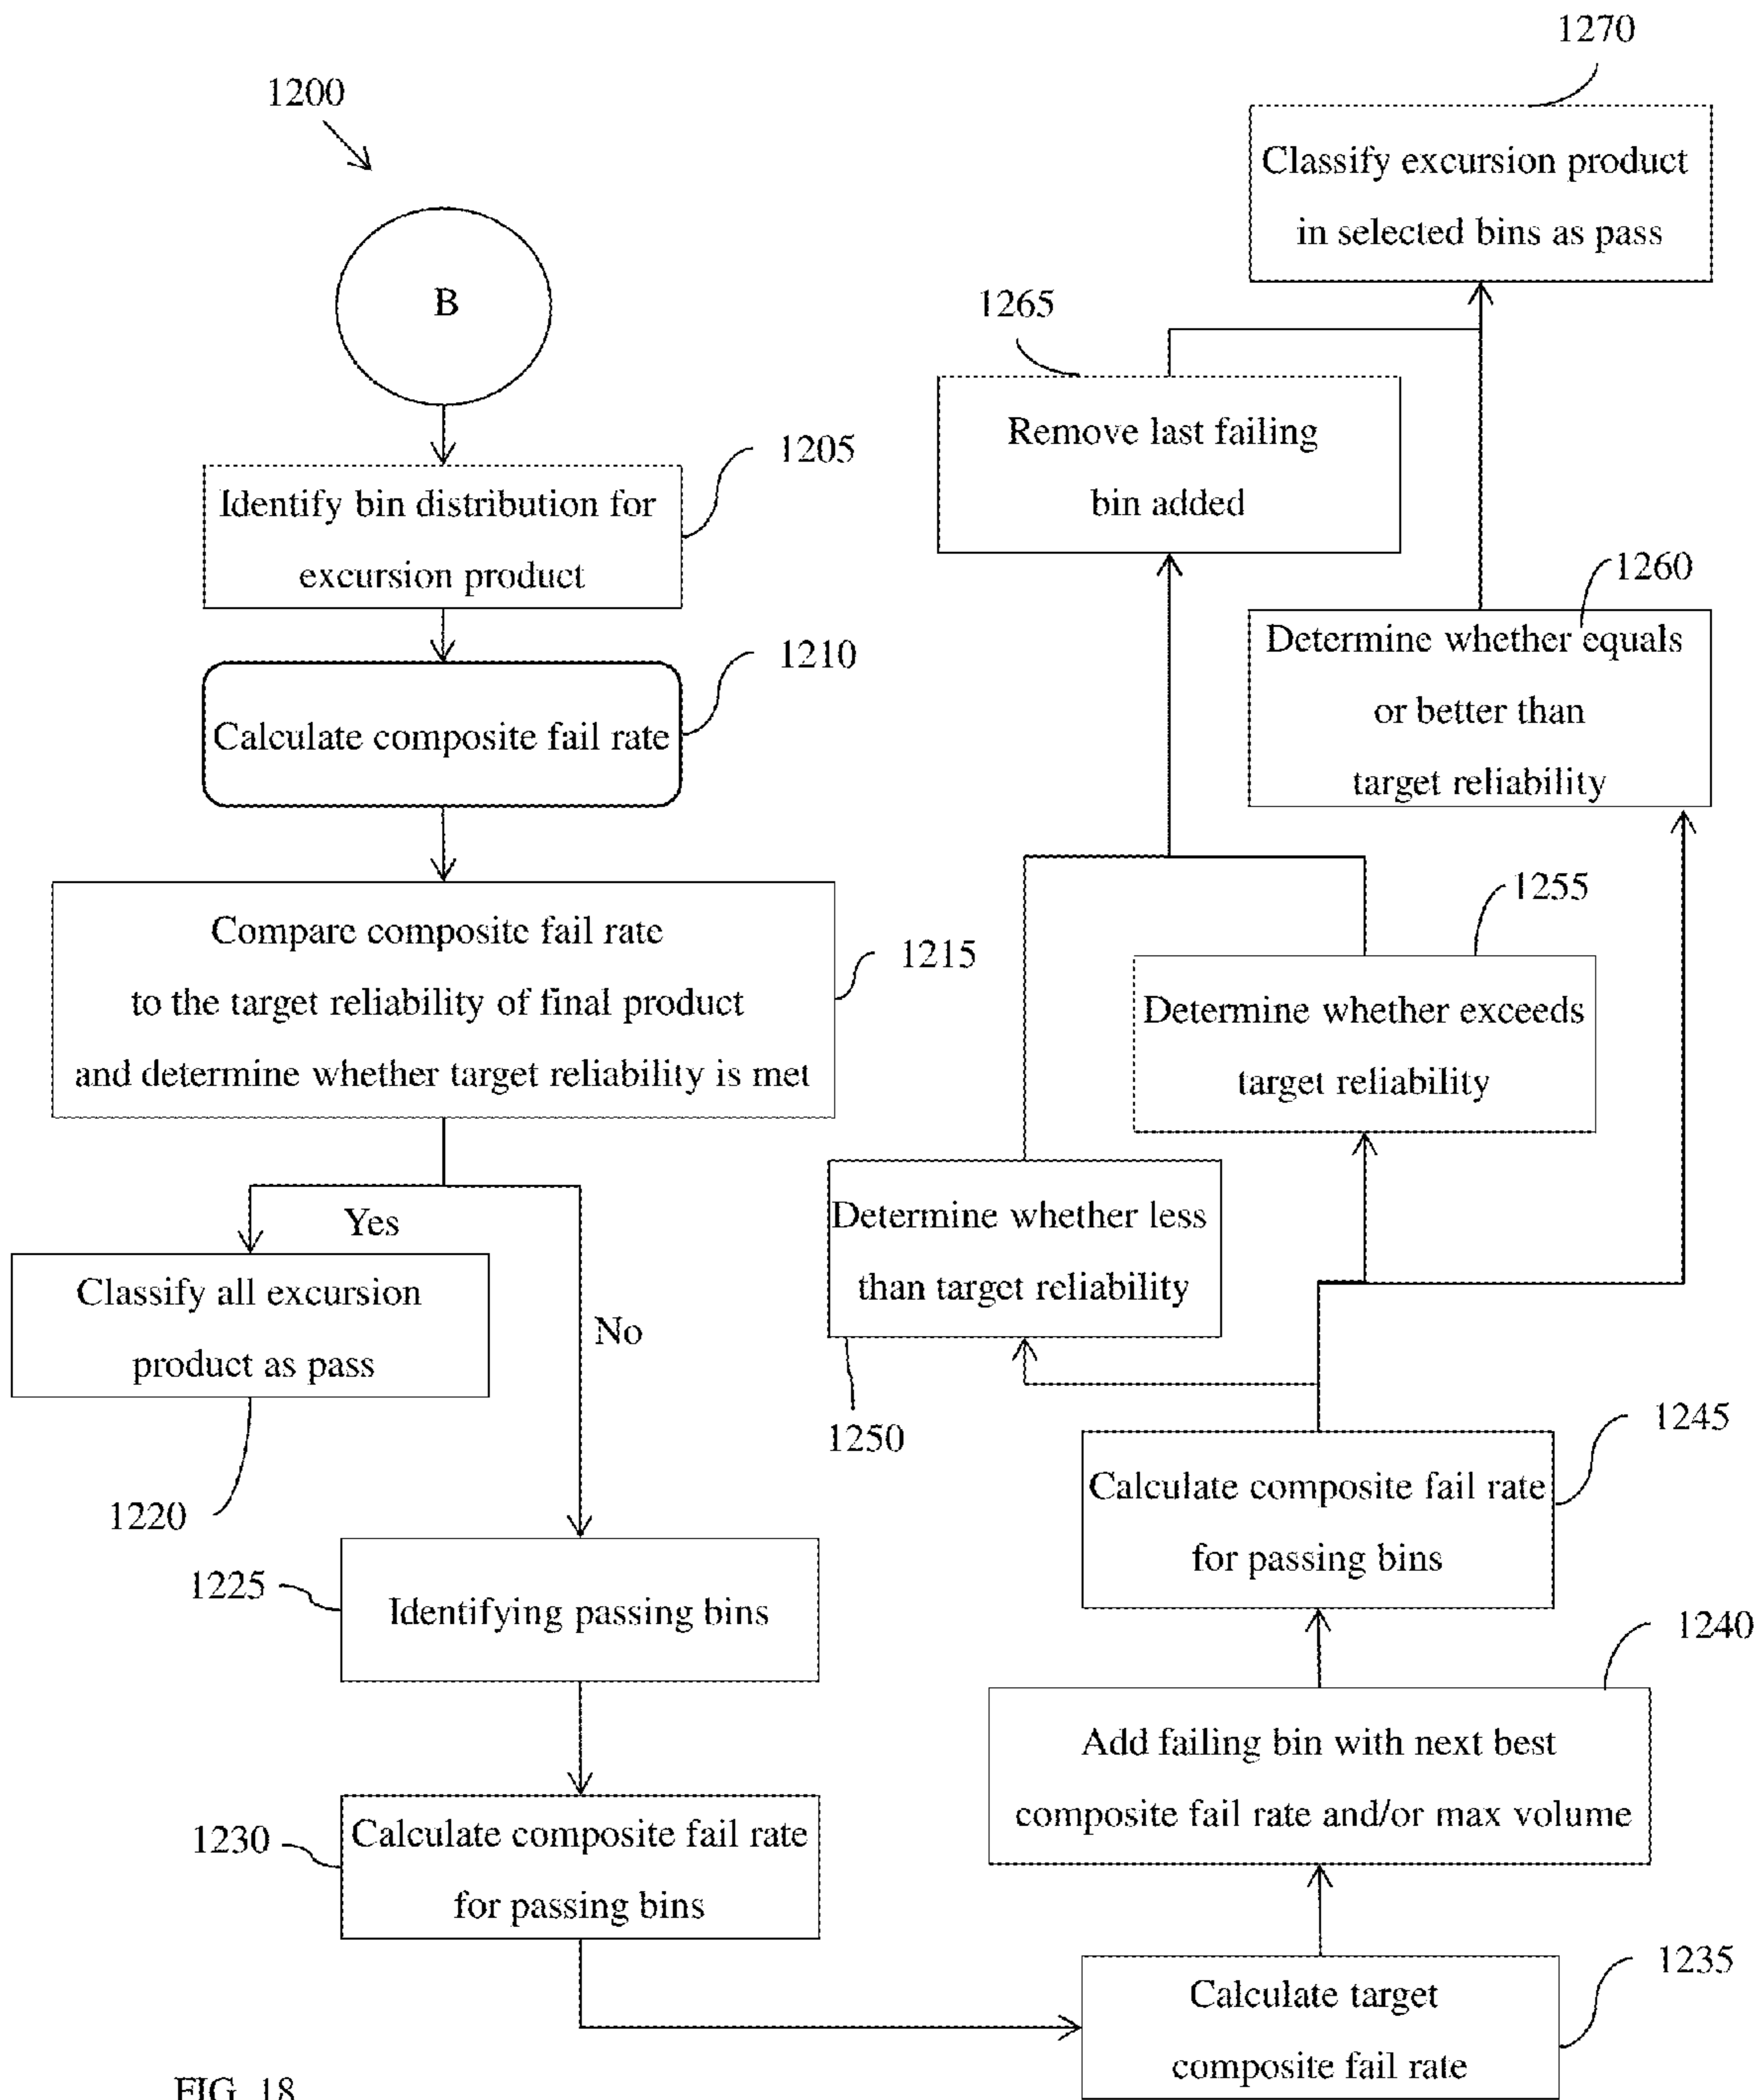 1200
B
Identify bin distribution for
excursion product
1205
Calculate composite fail rate
1210
Compare composite fail rate
to the target reliability of final product
and determine whether target reliability is met
1215
Yes
No
Classify all excursion
product as pass
1220
Identifying passing bins
1225
Calculate composite fail rate
for passing bins
1230
Calculate target
composite fail rate
1235
Add failing bin with next best
composite fail rate and/or max volume
1240
Calculate composite fail rate
for passing bins
1245
Determine whether less
than target reliability
1250
Determine whether exceeds
target reliability
1255
Determine whether equals
or better than
target reliability
1260
Remove last failing
bin added
1265
Classify excursion product
in selected bins as pass
1270
FIG. 18